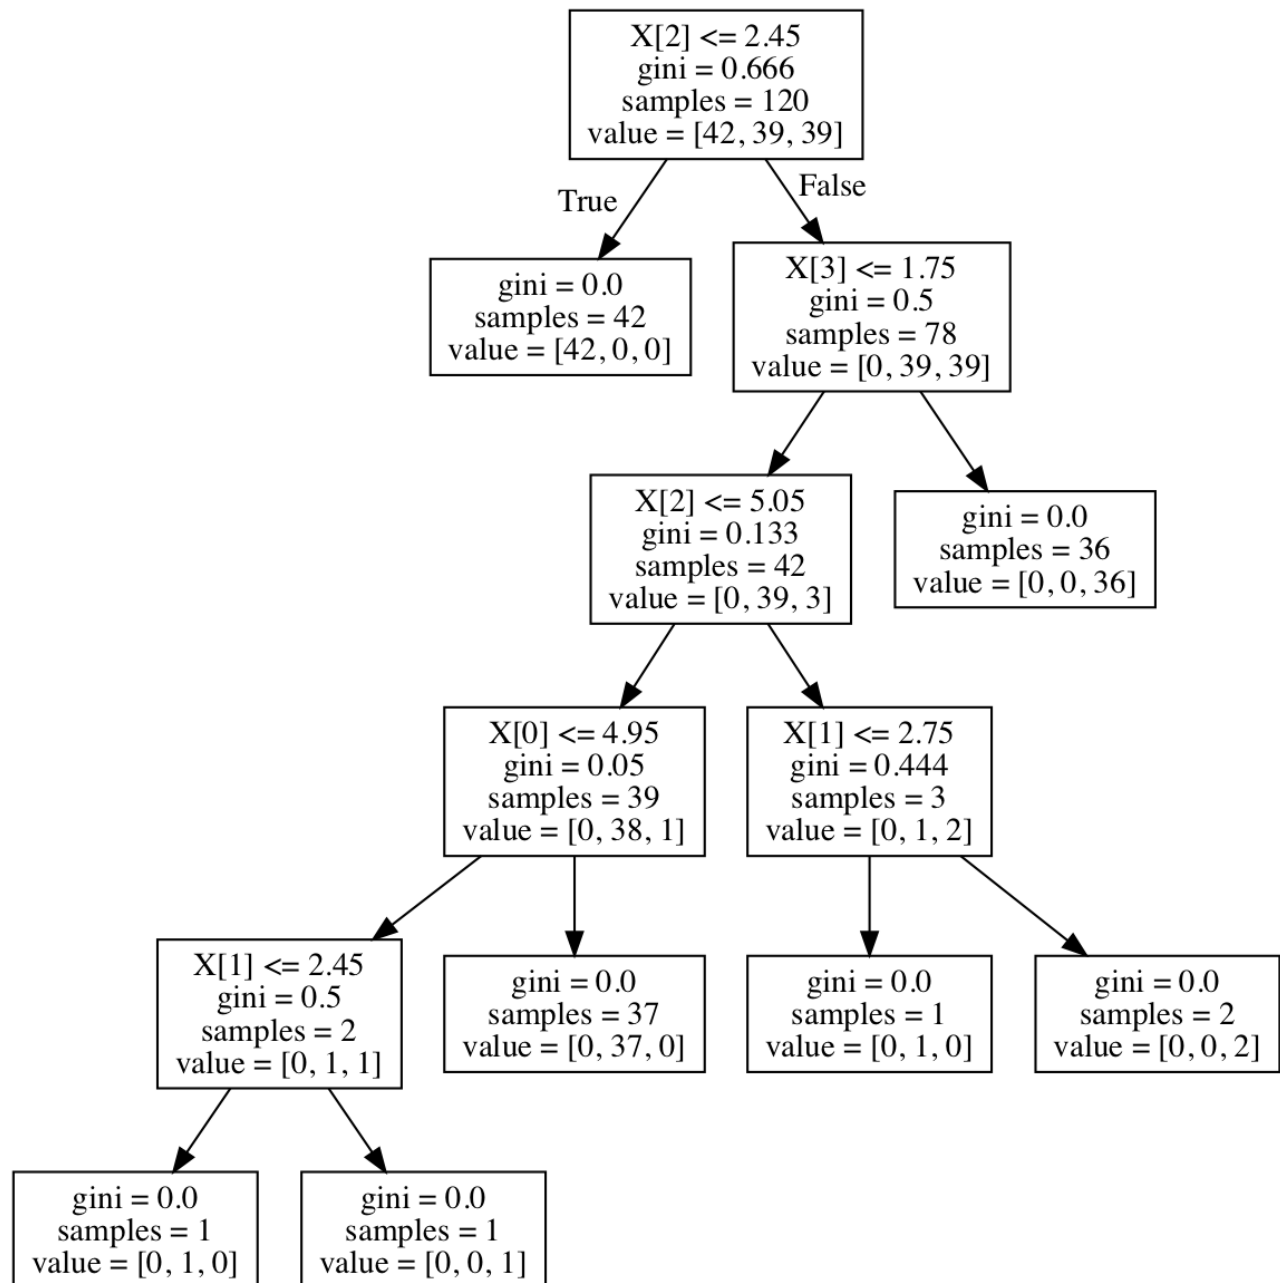 X[2] <= 2.45
gini = 0.666
samples = 120
value = [42, 39, 39]
True
False
gini = 0.0
samples = 42
value = [42, 0, 0]
X[3] <= 1.75
gini = 0.5
samples = 78
value = [0, 39, 39]
X[2] <= 5.05
gini = 0.133
samples = 42
value = [0, 39, 3]
gini = 0.0
samples = 36
value = [0, 0, 36]
X[0] <= 4.95
gini = 0.05
samples = 39
value = [0, 38, 1]
X[1] <= 2.75
gini = 0.444
samples = 3
value = [0, 1, 2]
X[1] <= 2.45
gini = 0.5
samples = 2
value = [0, 1, 1]
gini = 0.0
samples = 37
value = [0, 37, 0]
gini = 0.0
samples = 1
value = [0, 1, 0]
gini = 0.0
samples = 2
value = [0, 0, 2]
gini = 0.0
samples = 1
value = [0, 1, 0]
gini = 0.0
samples = 1
value = [0, 0, 1]